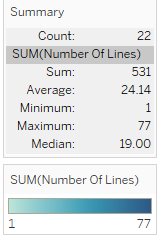 Summary
Count: 22
SUM(Number Of Lines)
Sum: 531
Average: 24.14
Minimum: 1
Maximum: 77
Median: 19.00
SUM(Number Of Lines)
1 77